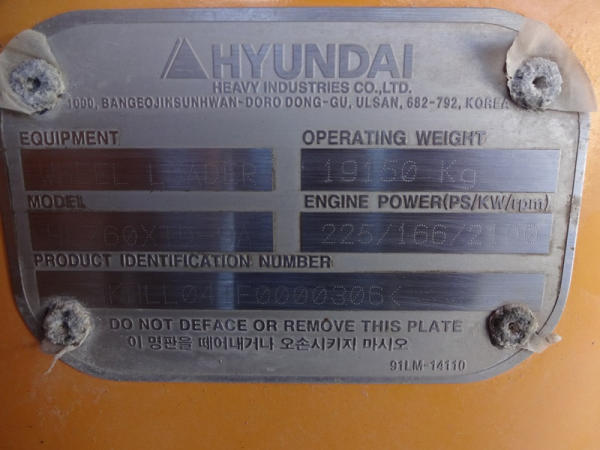 HYUNDAI
HEAVY INDUSTRIES CO.,LTD.
1000, BANGEOJINSUNHWAN-DORO DONG-GU, ULSAN, 682-792, KOREA
EQUIPMENT
OPERATING WEIGHT
WHEEL LOADER
19150 Kg
MODEL
ENGINE POWER(PS/KW/rpm)
225/166/2100
PRODUCT IDENTIFICATION NUMBER
DO NOT DEFACE OR REMOVE THIS PLATE
이 명판을 떼어내거나 오손시키지 마시오
91LM-14110